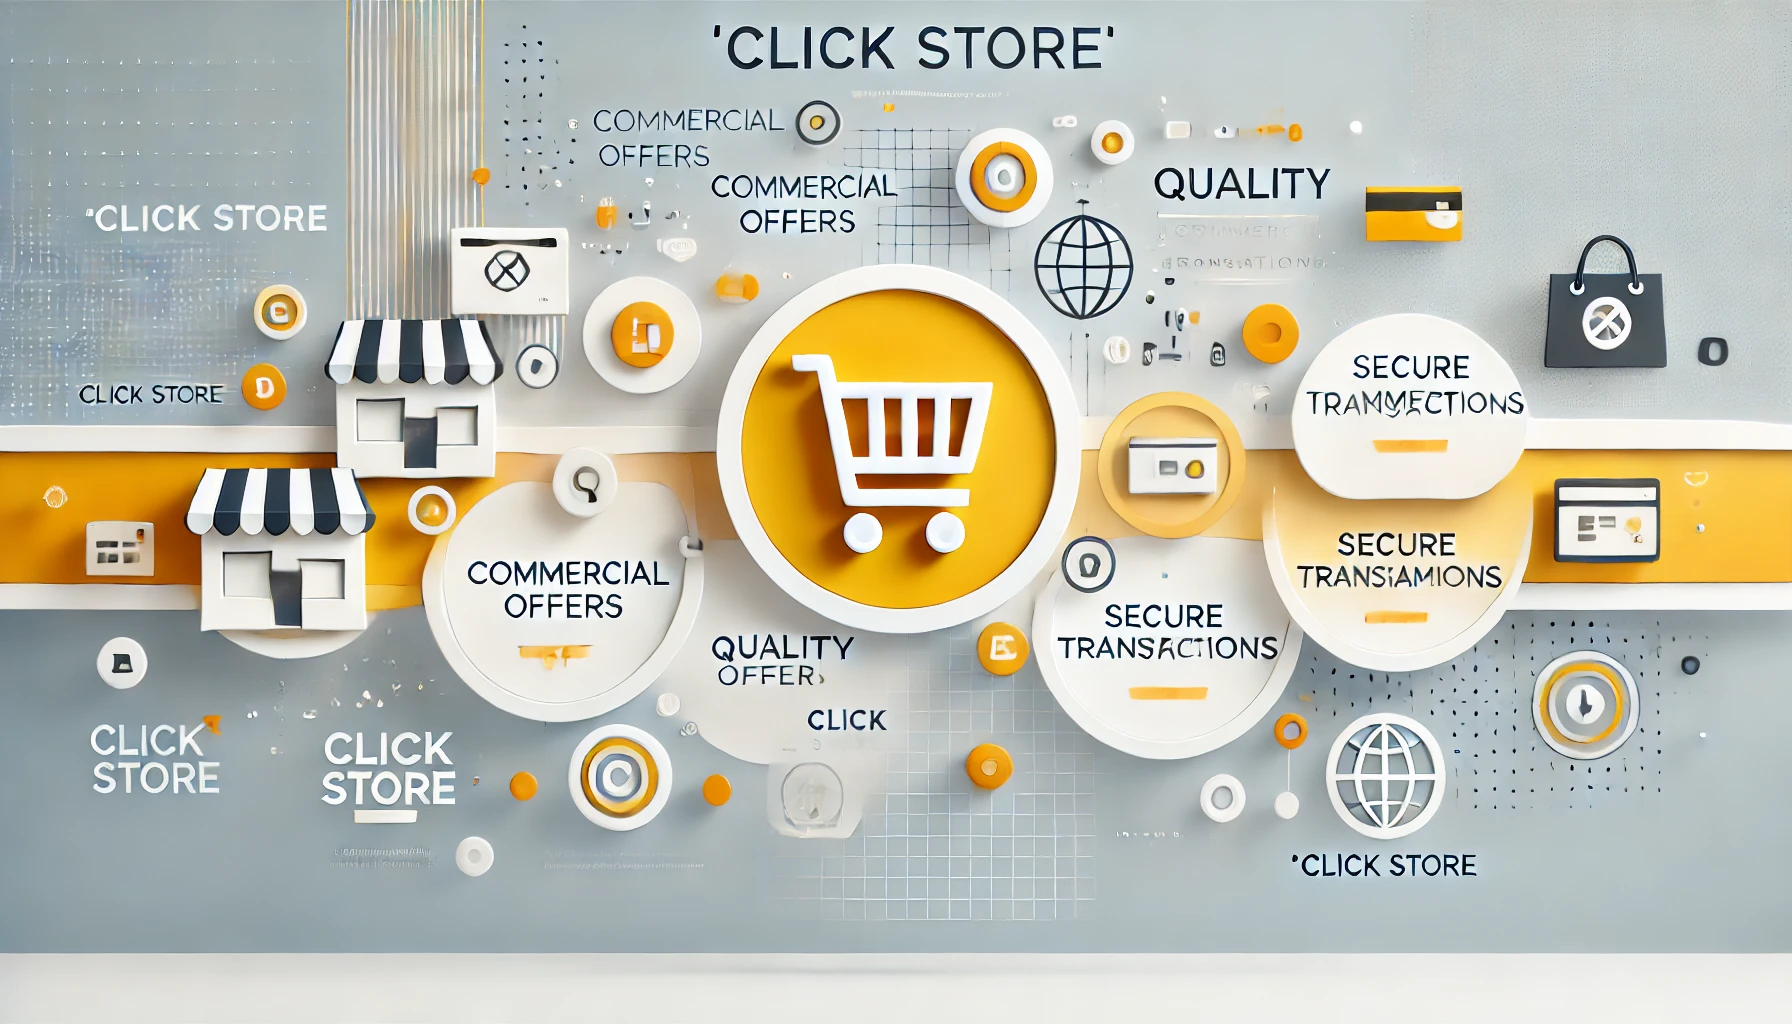 'CLICK STORE'
COMMERCIAL
OFFERS
COMMERCIAL
OFFERS
QUALITY
'CLICK STORE
CLICK STORE
D
SECURE
TRAMMECTIONS
SECURE
TRANSIAMIONS
COMMERCIAL
OFFERS
SECURE
TRANSACTIONS
QUALITY
OFFER
CLICK
E
CLICK
STORE
CLICK
STORE
'CLICK STORE